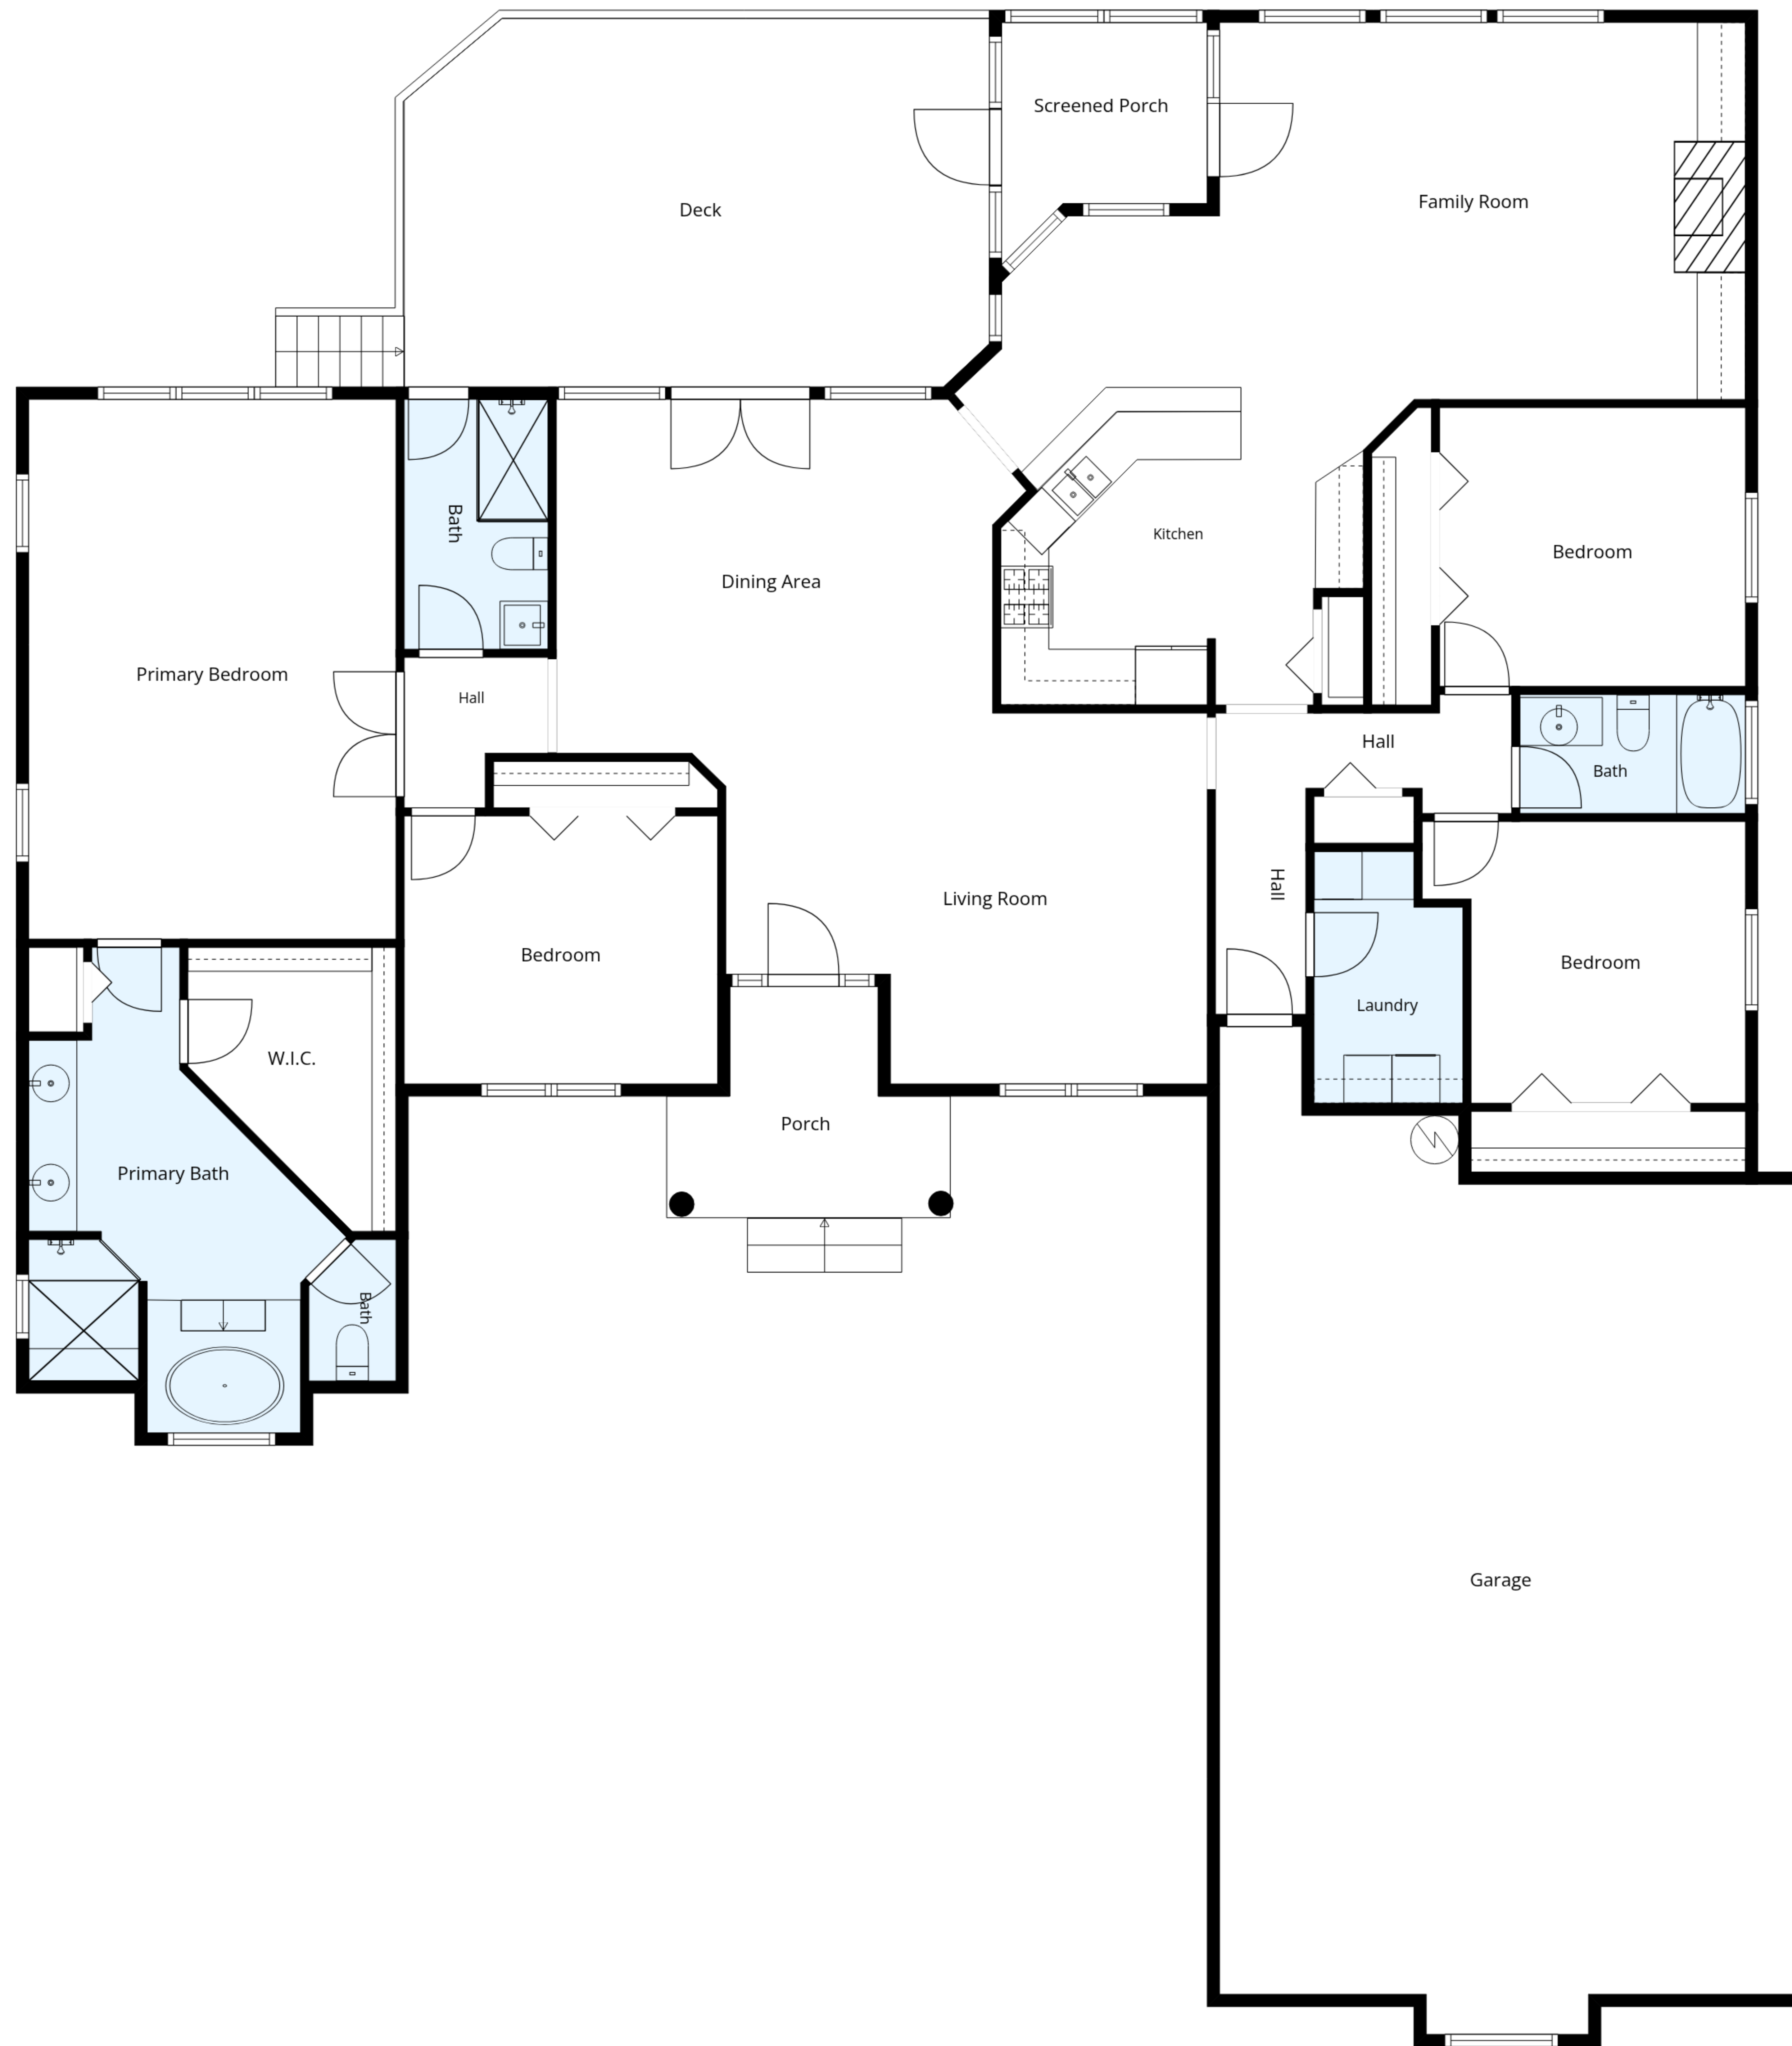 Screened Porch
Family Room
Deck
Bath
Kitchen
Bedroom
Dining Area
Primary Bedroom
Hall
Hall
Bath
Hall
Living Room
Bedroom
Bedroom
Laundry
W.I.C.
Porch
Primary Bath
Bath
Garage